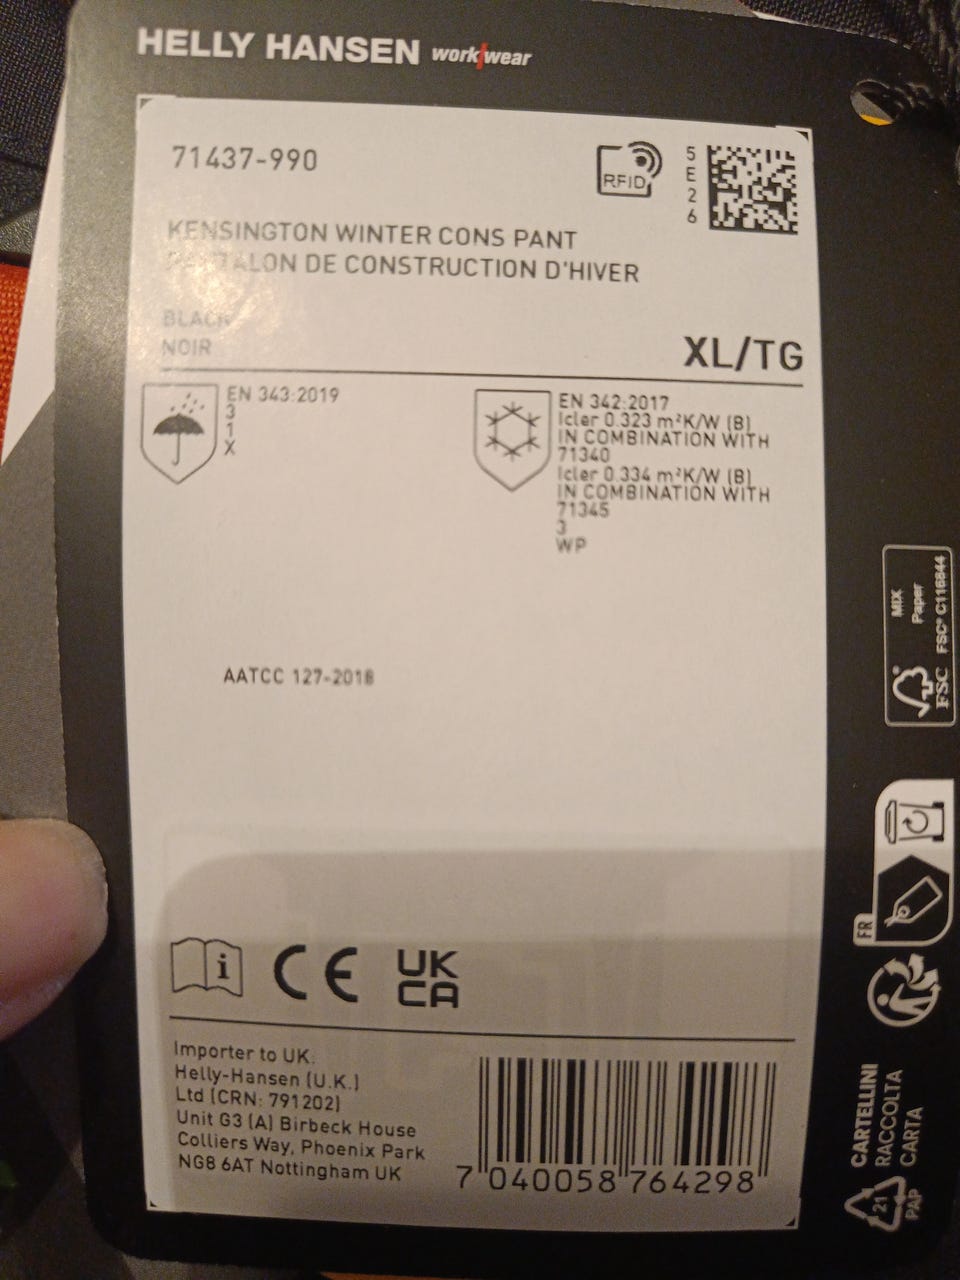 HELLY HANSEN work/wear
71437-990
RFID
5
E
2
6
KENSINGTON WINTER CONS PANT
PANTALON DE CONSTRUCTION D'HIVER
BLACK
NOIR
XL/TG
EN 343:2019
3
1
X
EN 342:2017
Icler 0.323 m²K/W (B)
IN COMBINATION WITH
71340
Icler 0.334 m²K/W (B)
IN COMBINATION WITH
71345
3
WP
AATCC 127-2018
i
CE
UK
CA
Importer to UK:
Helly-Hansen (U.K.)
Ltd (CRN: 791202)
Unit G3 (A) Birbeck House
Colliers Way, Phoenix Park
NG8 6AT Nottingham UK
7 040058 764298
MIX
Paper
FSC® C116844
FSC
FR
CARTELLINI
RACCOLTA
CARTA
21
PAP